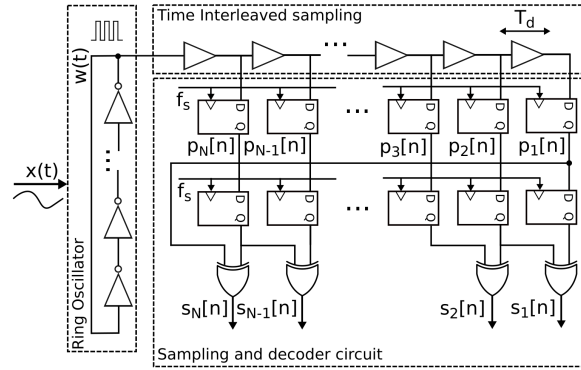 Time Interleaved sampling
T_d
w(t)
...
f_s
D Q D Q ... D Q D Q D Q
p_N[n] p_N-1[n] p_3[n] p_2[n] p_1[n]
x(t)
...
f_s
D Q D Q ... D Q D Q D Q
Ring Oscillator
s_N[n] s_N-1[n] s_2[n] s_1[n]
Sampling and decoder circuit